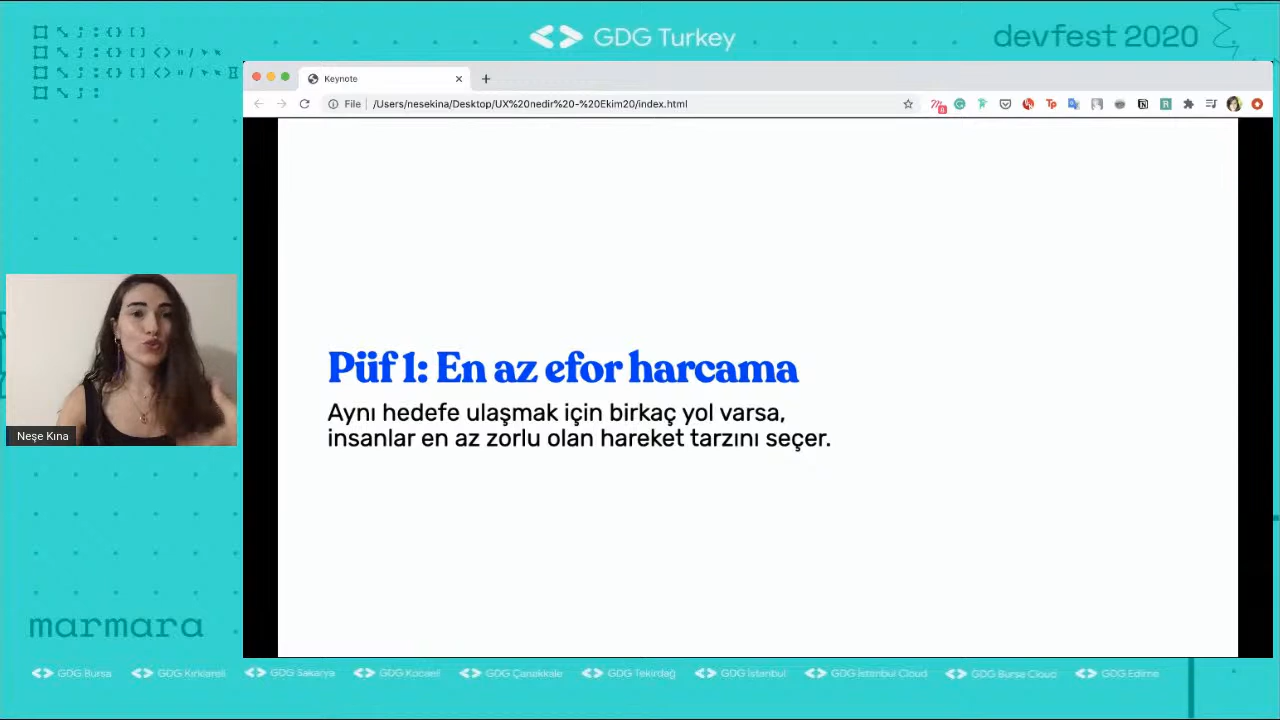 GDG Turkey
devfest 2020
Keynote
File
/Users/nesekina/Desktop/UX%20nedir%20-%20Ekim20/index.html
Püf 1: En az efor harcama
Aynı hedefe ulaşmak için birkaç yol varsa,
insanlar en az zorlu olan hareket tarzını seçer.
Neşe Kına
marmara
GDG Bursa
GDG Kırklareli
GDG Sakarya
GDG Kocaeli
GDG Çanakkale
GDG Tekirdağ
GDG İstanbul
GDG İstanbul Cloud
GDG Bursa Cloud
GDG Edirne